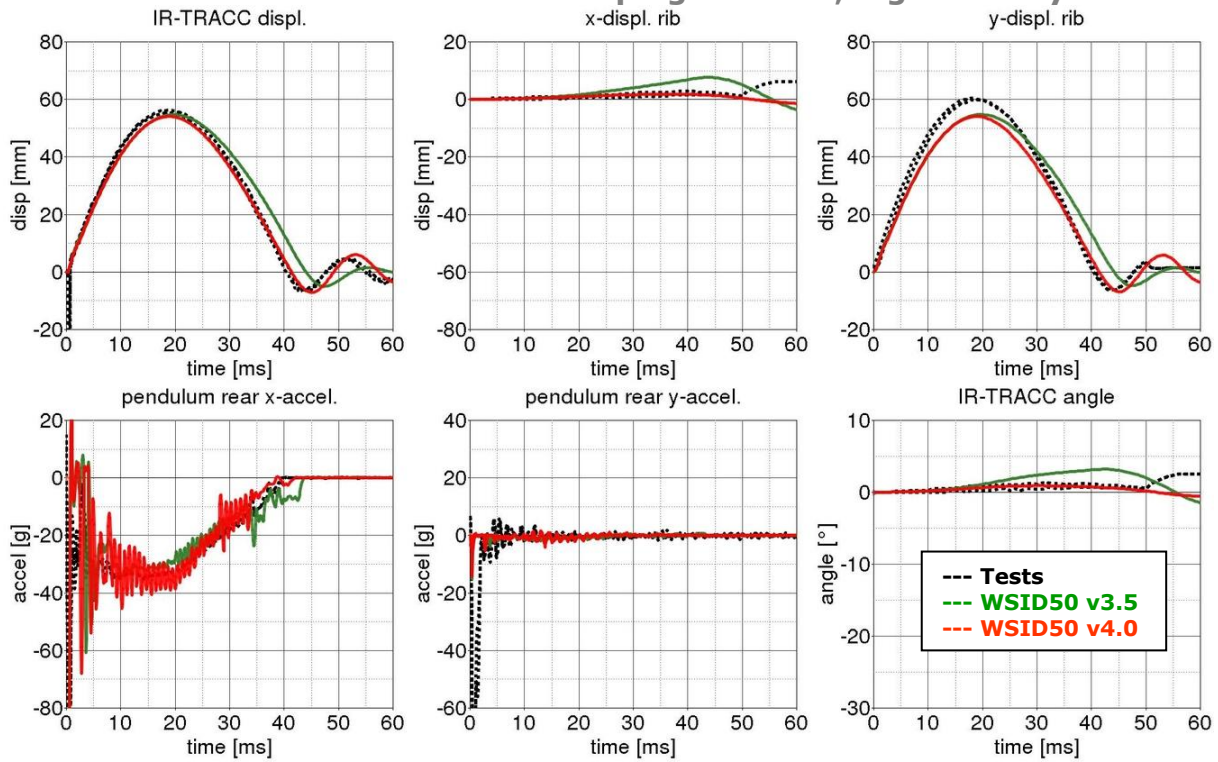 IR-TRACC displ.
x-displ. rib
y-displ. rib
80
60
40
20
0
-20
disp [mm]
0 10 20 30 40 50 60
time [ms]
20
0
-20
-40
-60
-80
disp [mm]
0 10 20 30 40 50 60
time [ms]
80
60
40
20
0
-20
disp [mm]
0 10 20 30 40 50 60
time [ms]
pendulum rear x-accel.
pendulum rear y-accel.
IR-TRACC angle
20
0
-20
-40
-60
-80
accel [g]
0 10 20 30 40 50 60
time [ms]
40
20
0
-20
-40
-60
accel [g]
0 10 20 30 40 50 60
time [ms]
10
0
-10
-20
-30
angle [°]
0 10 20 30 40 50 60
time [ms]
Tests
WSID50 v3.5
WSID50 v4.0